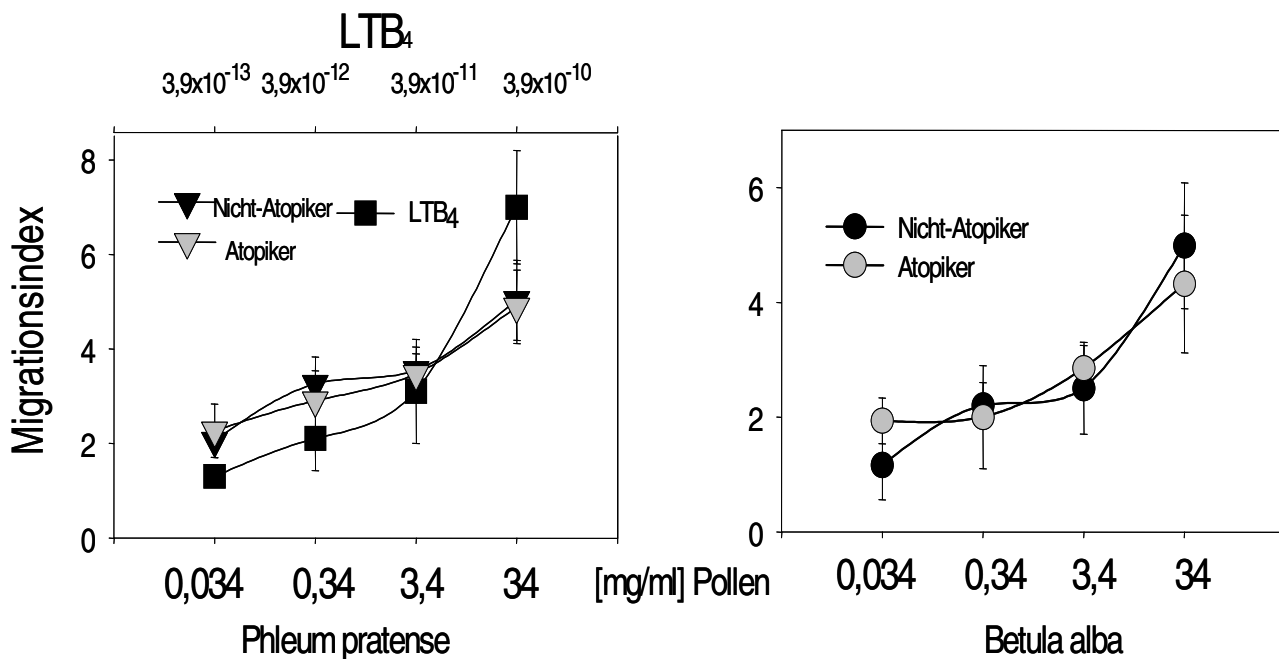 LTB₄
3,9x10⁻¹³ 3,9x10⁻¹² 3,9x10⁻¹¹ 3,9x10⁻¹⁰
Migrationsindex
8
6
4
2
0
Nicht-Atopiker LTB₄
Atopiker
0,034 0,34 3,4 34 [mg/ml] Pollen
Phleum pratense
6
4
2
0
Nicht-Atopiker
Atopiker
0,034 0,34 3,4 34
Betula alba